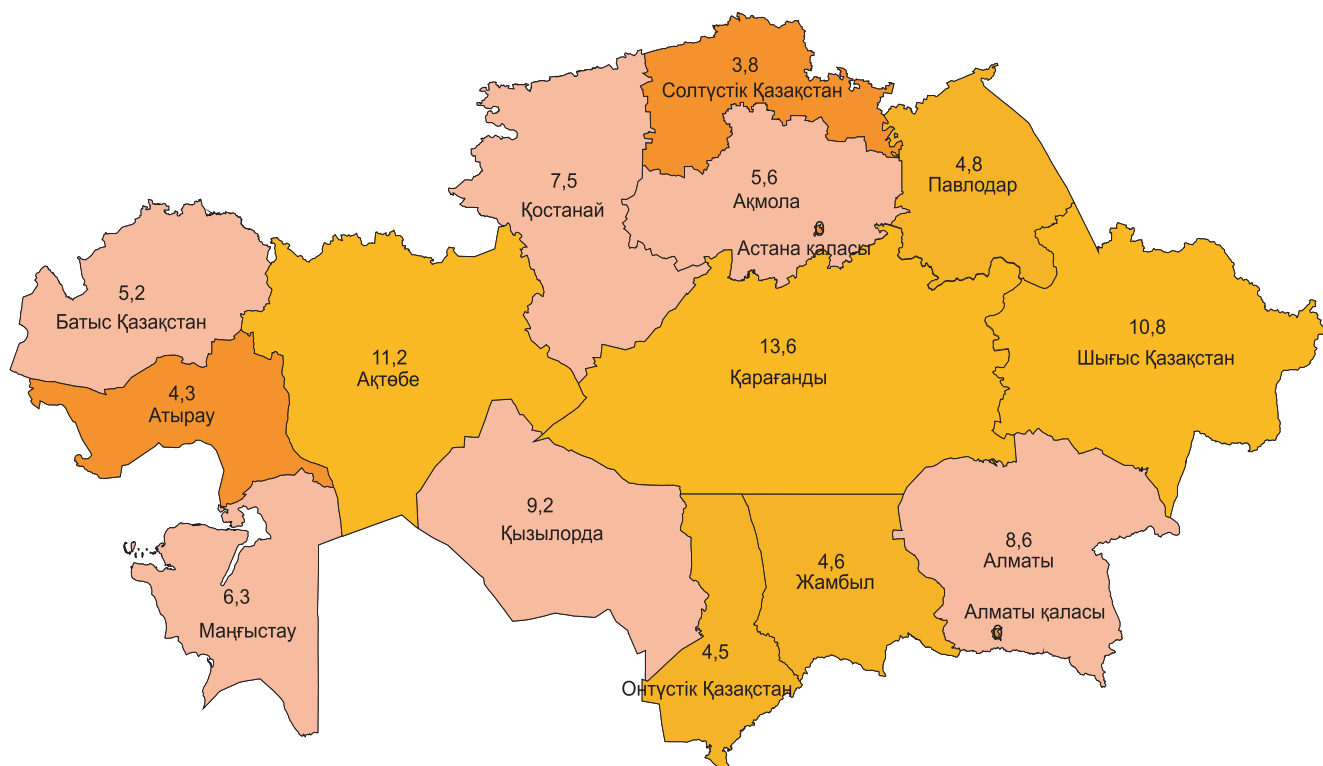 3,8
Солтүстік Қазақстан
4,8
Павлодар
7,5
Қостанай
5,6
Ақмола
0
Астана қаласы
5,2
Батыс Қазақстан
11,2
Ақтөбе
13,6
Қарағанды
10,8
Шығыс Қазақстан
4,3
Атырау
9,2
Қызылорда
8,6
Алматы
4,6
Жамбыл
6,3
Маңғыстау
Алматы қаласы
0
4,5
Онтүстік Қазақстан